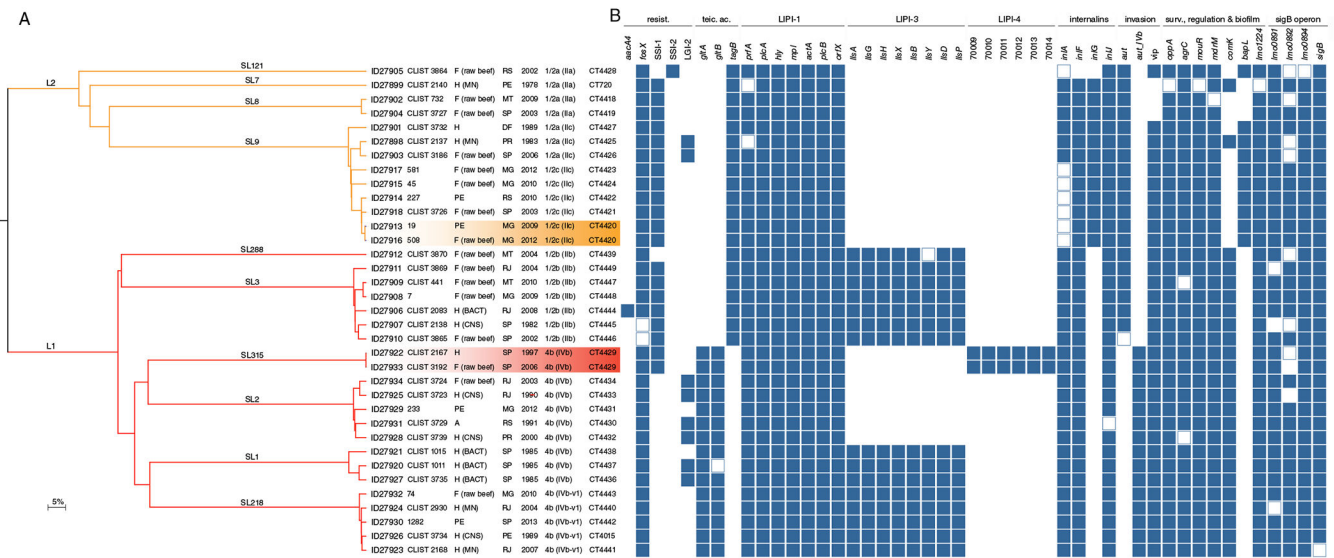 A
B
resist.
teic. ac.
LIPI-1
LIPI-3
LIPI-4
internalins
invasion
surv., regulation & biofilm
sigB operon
aacA4
fosX
SSI-1
SSI-2
LGI-2
gltA
gltB
tagB
prfA
plcA
hly
mpl
actA
plcB
orfX
llsA
llsG
llsH
llsX
llsB
llsY
llsD
llsP
70009
70010
70011
70012
70013
70014
inlA
inlF
inlG
inlJ
aut
aut_IVb
vip
oppA
agrC
mouR
mdrM
comK
bapL
lmo1224
lmo0891
lmo0892
lmo0894
sigB
L2
L1
SL121
SL7
SL8
SL9
SL288
SL3
SL315
SL2
SL1
SL218
5%
ID27905 CLIST 3864 F (raw beef) RS 2002 1/2a (IIa) CT4428
ID27899 CLIST 2140 H (MN) PE 1978 1/2a (IIa) CT720
ID27902 CLIST 732 F (raw beef) MT 2009 1/2a (IIa) CT4418
ID27904 CLIST 3727 F (raw beef) SP 2003 1/2a (IIa) CT4419
ID27901 CLIST 3732 H DF 1989 1/2a (IIc) CT4427
ID27898 CLIST 2137 H (MN) PR 1983 1/2a (IIc) CT4425
ID27903 CLIST 3186 F (raw beef) SP 2006 1/2a (IIc) CT4426
ID27917 581 F (raw beef) MG 2012 1/2c (IIc) CT4423
ID27915 45 F (raw beef) MG 2010 1/2c (IIc) CT4424
ID27914 227 PE RS 2010 1/2c (IIc) CT4422
ID27918 CLIST 3726 F (raw beef) SP 2003 1/2c (IIc) CT4421
ID27913 19 PE MG 2009 1/2c (IIc) CT4420
ID27916 508 F (raw beef) MG 2012 1/2c (IIc) CT4420
ID27912 CLIST 3870 F (raw beef) MT 2004 1/2b (IIb) CT4439
ID27911 CLIST 3869 F (raw beef) RJ 2004 1/2b (IIb) CT4449
ID27909 CLIST 441 F (raw beef) MT 2010 1/2b (IIb) CT4447
ID27908 7 F (raw beef) MG 2009 1/2b (IIb) CT4448
ID27906 CLIST 2083 H (BACT) RJ 2008 1/2b (IIb) CT4444
ID27907 CLIST 2138 H (CNS) SP 1982 1/2b (IIb) CT4445
ID27910 CLIST 3865 F (raw beef) SP 2002 1/2b (IIb) CT4446
ID27922 CLIST 2167 H SP 1997 4b (IVb) CT4429
ID27933 CLIST 3192 F (raw beef) SP 2006 4b (IVb) CT4429
ID27934 CLIST 3724 F (raw beef) RJ 2003 4b (IVb) CT4434
ID27925 CLIST 3723 H (CNS) RJ 1990 4b (IVb) CT4433
ID27929 233 PE MG 2012 4b (IVb) CT4431
ID27931 CLIST 3729 A RS 1991 4b (IVb) CT4430
ID27928 CLIST 3739 H (CNS) PR 2000 4b (IVb) CT4432
ID27921 CLIST 1015 H (BACT) SP 1985 4b (IVb) CT4438
ID27920 CLIST 1011 H (BACT) SP 1985 4b (IVb) CT4437
ID27927 CLIST 3735 H (BACT) SP 1985 4b (IVb) CT4436
ID27932 74 F (raw beef) MG 2010 4b (IVb-v1) CT4443
ID27924 CLIST 2930 H (MN) RJ 2004 4b (IVb-v1) CT4440
ID27930 1282 PE SP 2013 4b (IVb-v1) CT4442
ID27926 CLIST 3734 H (CNS) PE 1989 4b (IVb-v1) CT4015
ID27923 CLIST 2168 H (MN) RJ 2007 4b (IVb-v1) CT4441